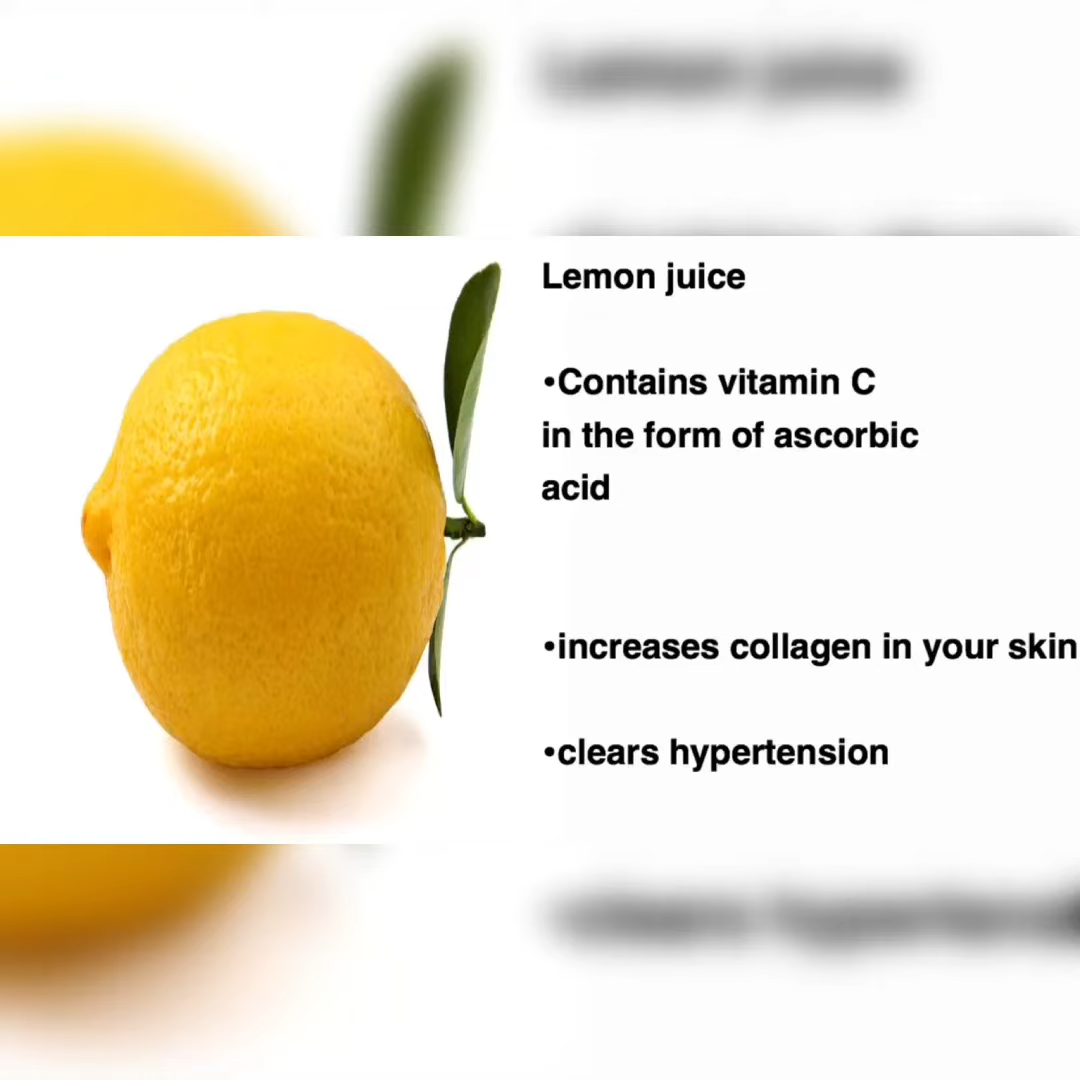 Lemon juice
•Contains vitamin C
in the form of ascorbic
acid
•increases collagen in your skin
•clears hypertension